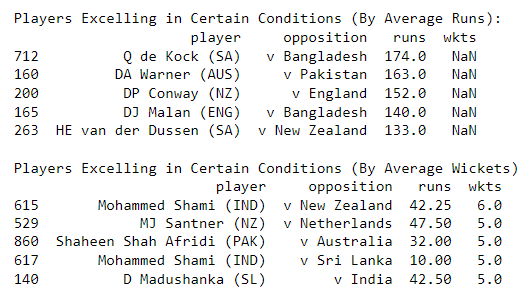 Players Excelling in Certain Conditions (By Average Runs):
player opposition runs wkts
712 Q de Kock (SA) v Bangladesh 174.0 NaN
160 DA Warner (AUS) v Pakistan 163.0 NaN
200 DP Conway (NZ) v England 152.0 NaN
165 DJ Malan (ENG) v Bangladesh 140.0 NaN
263 HE van der Dussen (SA) v New Zealand 133.0 NaN
Players Excelling in Certain Conditions (By Average Wickets)
player opposition runs wkts
615 Mohammed Shami (IND) v New Zealand 42.25 6.0
529 MJ Santner (NZ) v Netherlands 47.50 5.0
860 Shaheen Shah Afridi (PAK) v Australia 32.00 5.0
617 Mohammed Shami (IND) v Sri Lanka 10.00 5.0
140 D Madushanka (SL) v India 42.50 5.0